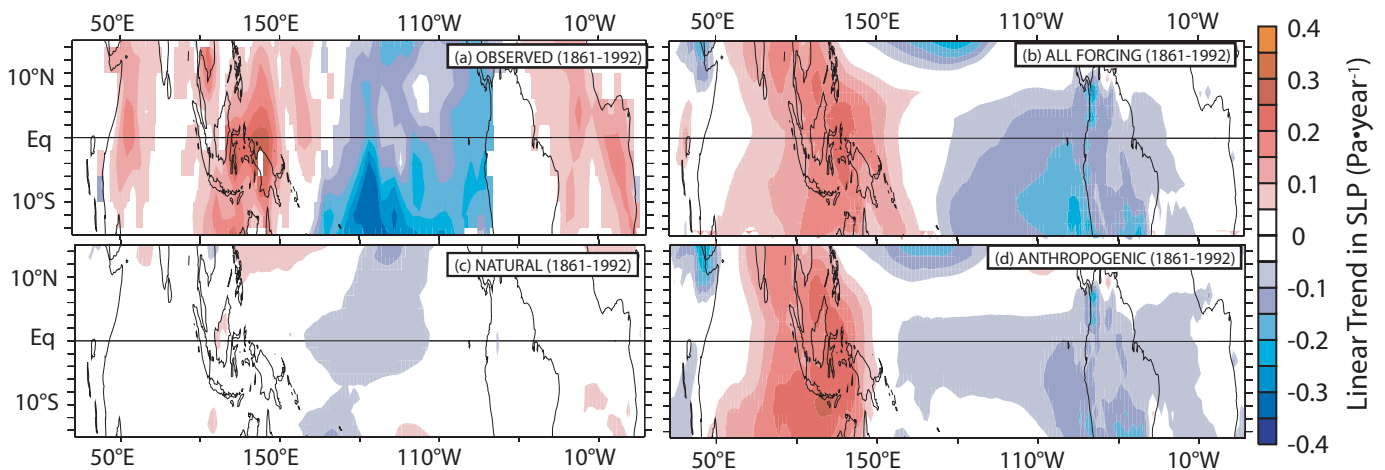 50°E 150°E 110°W 10°W 50°E 150°E 110°W 10°W
(a) OBSERVED (1861-1992)
(b) ALL FORCING (1861-1992)
10°N
Eq
10°S
(c) NATURAL (1861-1992)
(d) ANTHROPOGENIC (1861-1992)
10°N
Eq
10°S
50°E 150°E 110°W 10°W 50°E 150°E 110°W 10°W
0.4
0.3
0.2
0.1
0
-0.1
-0.2
-0.3
-0.4
Linear Trend in SLP (Pa•year⁻¹)